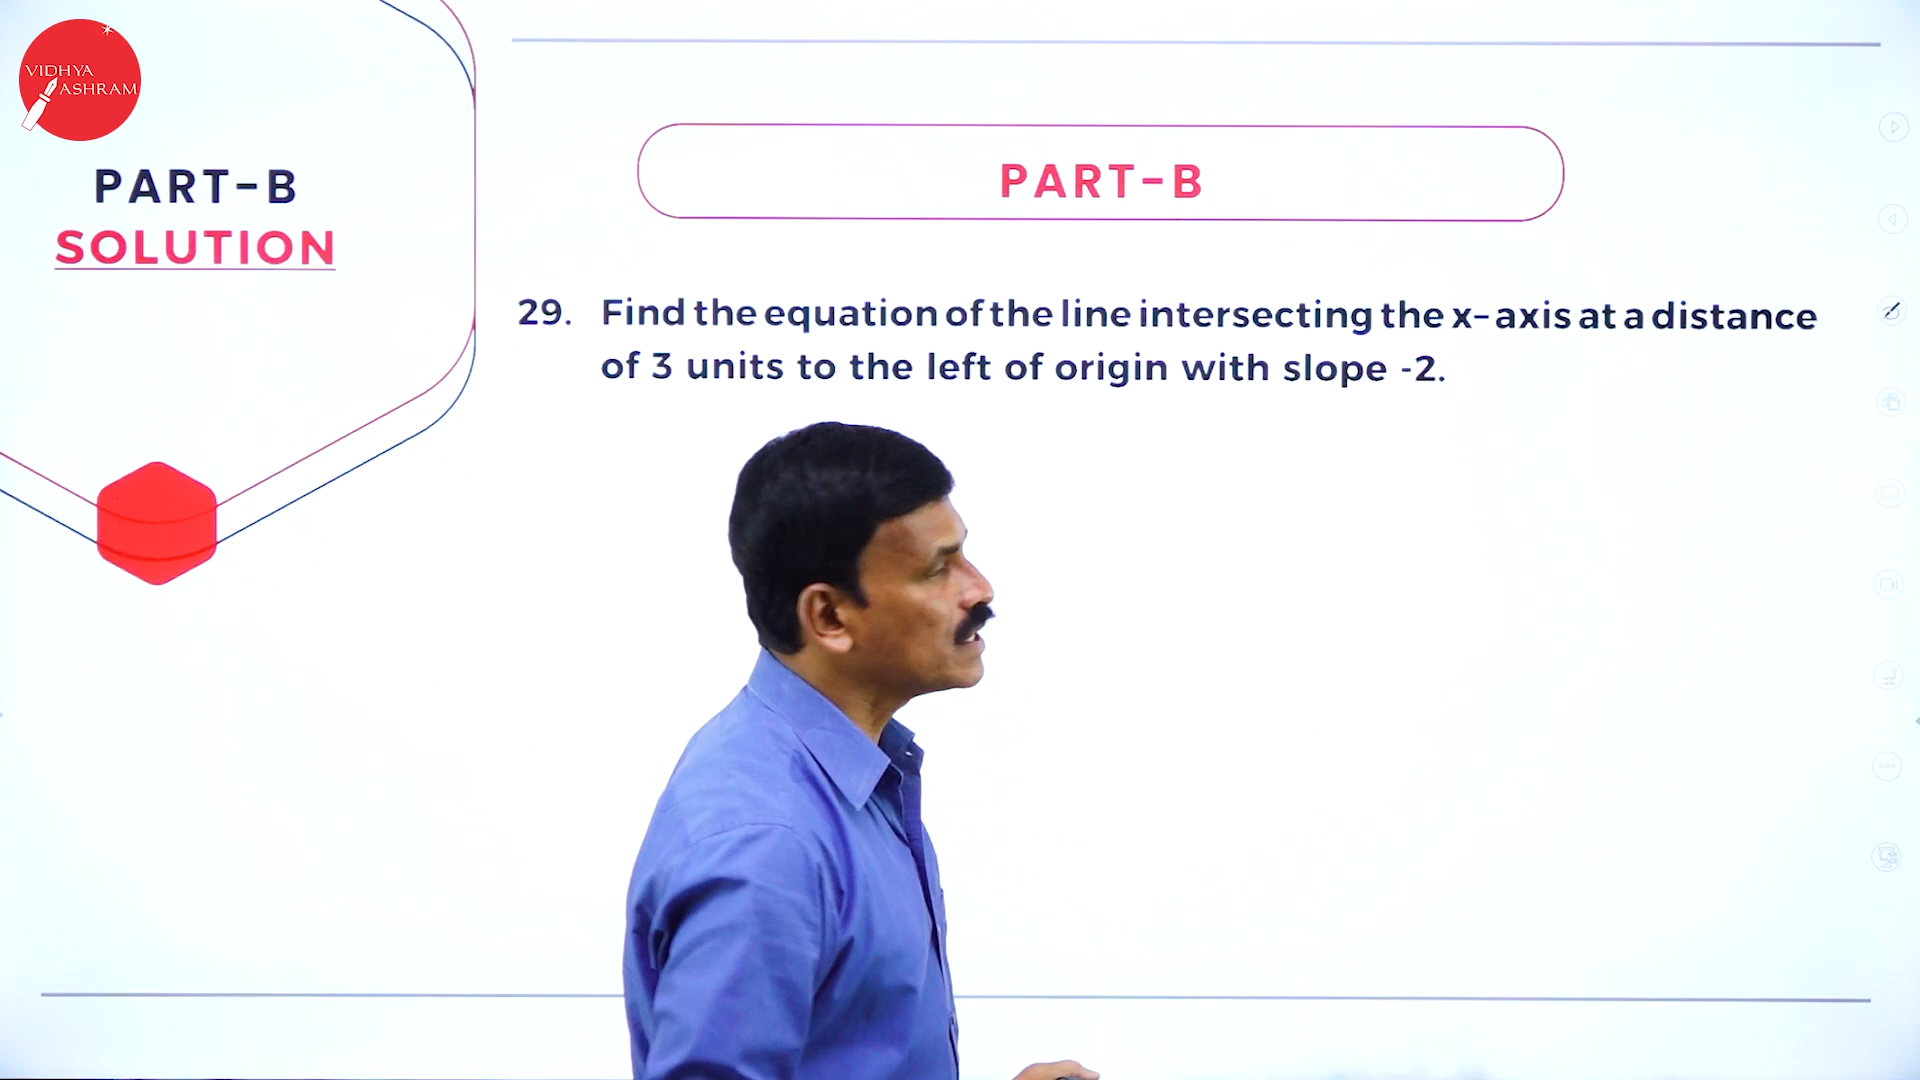 VIDHYA
ASHRAM
PART-B
SOLUTION
PART-B
29. Find the equation of the line intersecting the x-axis at a distance
of 3 units to the left of origin with slope -2.